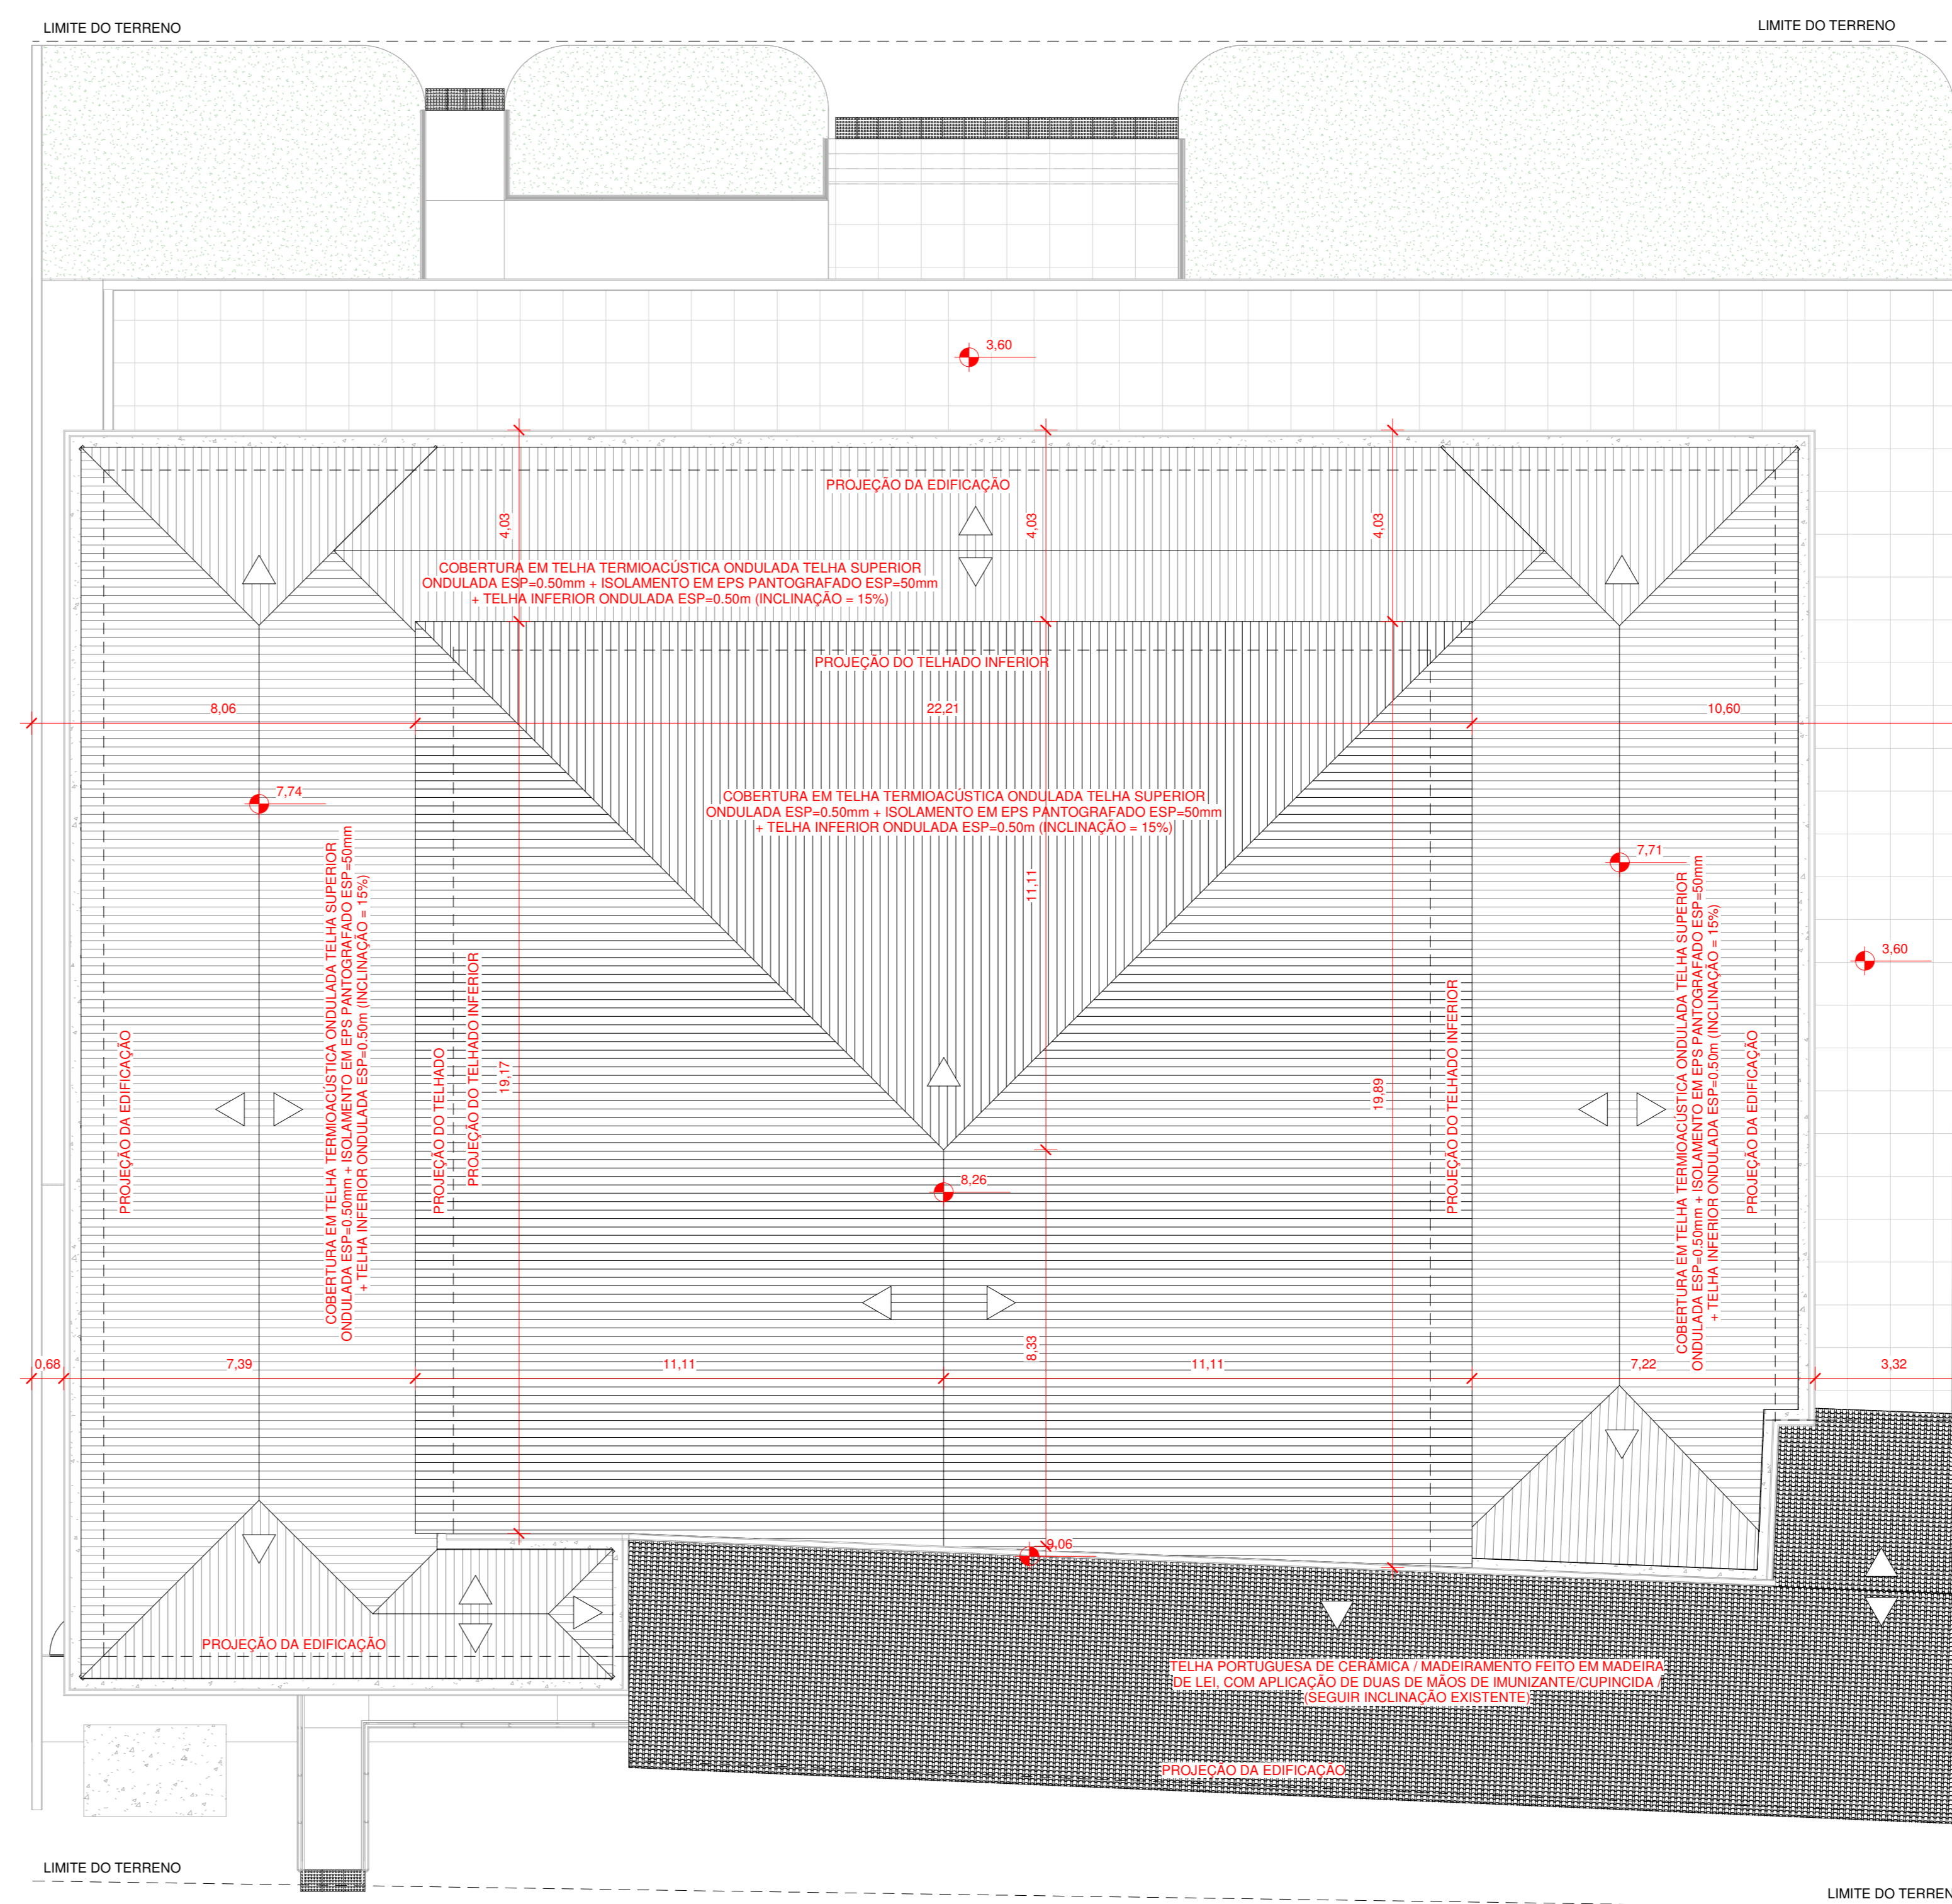 LIMITE DO TERRENO
LIMITE DO TERRENO
3,60
PROJEÇÃO DA EDIFICAÇÃO
4,03
4,03
4,03
COBERTURA EM TELHA TERMIOACÚSTICA ONDULADA TELHA SUPERIOR
ONDULADA ESP=0.50mm + ISOLAMENTO EM EPS PANTOGRAFADO ESP=50mm
+ TELHA INFERIOR ONDULADA ESP=0.50m (INCLINAÇÃO = 15%)
PROJEÇÃO DO TELHADO INFERIOR
8,06
22,21
10,60
7,74
COBERTURA EM TELHA TERMIOACÚSTICA ONDULADA TELHA SUPERIOR
ONDULADA ESP=0.50mm + ISOLAMENTO EM EPS PANTOGRAFADO ESP=50mm
+ TELHA INFERIOR ONDULADA ESP=0.50m (INCLINAÇÃO = 15%)
7,71
11,11
3,60
COBERTURA EM TELHA TERMIOACÚSTICA ONDULADA TELHA SUPERIOR
ONDULADA ESP=0.50mm + ISOLAMENTO EM EPS PANTOGRAFADO ESP=50mm
+ TELHA INFERIOR ONDULADA ESP=0.50m (INCLINAÇÃO = 15%)
COBERTURA EM TELHA TERMIOACÚSTICA ONDULADA TELHA SUPERIOR
ONDULADA ESP=0.50mm + ISOLAMENTO EM EPS PANTOGRAFADO ESP=50mm
+ TELHA INFERIOR ONDULADA ESP=0.50m (INCLINAÇÃO = 15%)
PROJEÇÃO DA EDIFICAÇÃO
PROJEÇÃO DO TELHADO
PROJEÇÃO DO TELHADO INFERIOR
19,17
19,89
PROJEÇÃO DO TELHADO INFERIOR
PROJEÇÃO DA EDIFICAÇÃO
8,26
8,33
0,68
7,39
11,11
11,11
7,22
3,32
9,06
PROJEÇÃO DA EDIFICAÇÃO
TELHA PORTUGUESA DE CERÂMICA / MADEIRAMENTO FEITO EM MADEIRA
DE LEI, COM APLICAÇÃO DE DUAS DE MÃOS DE IMUNIZANTE/CUPINCIDA /
(SEGUIR INCLINAÇÃO EXISTENTE)
PROJEÇÃO DA EDIFICAÇÃO
LIMITE DO TERRENO
LIMITE DO TERREN